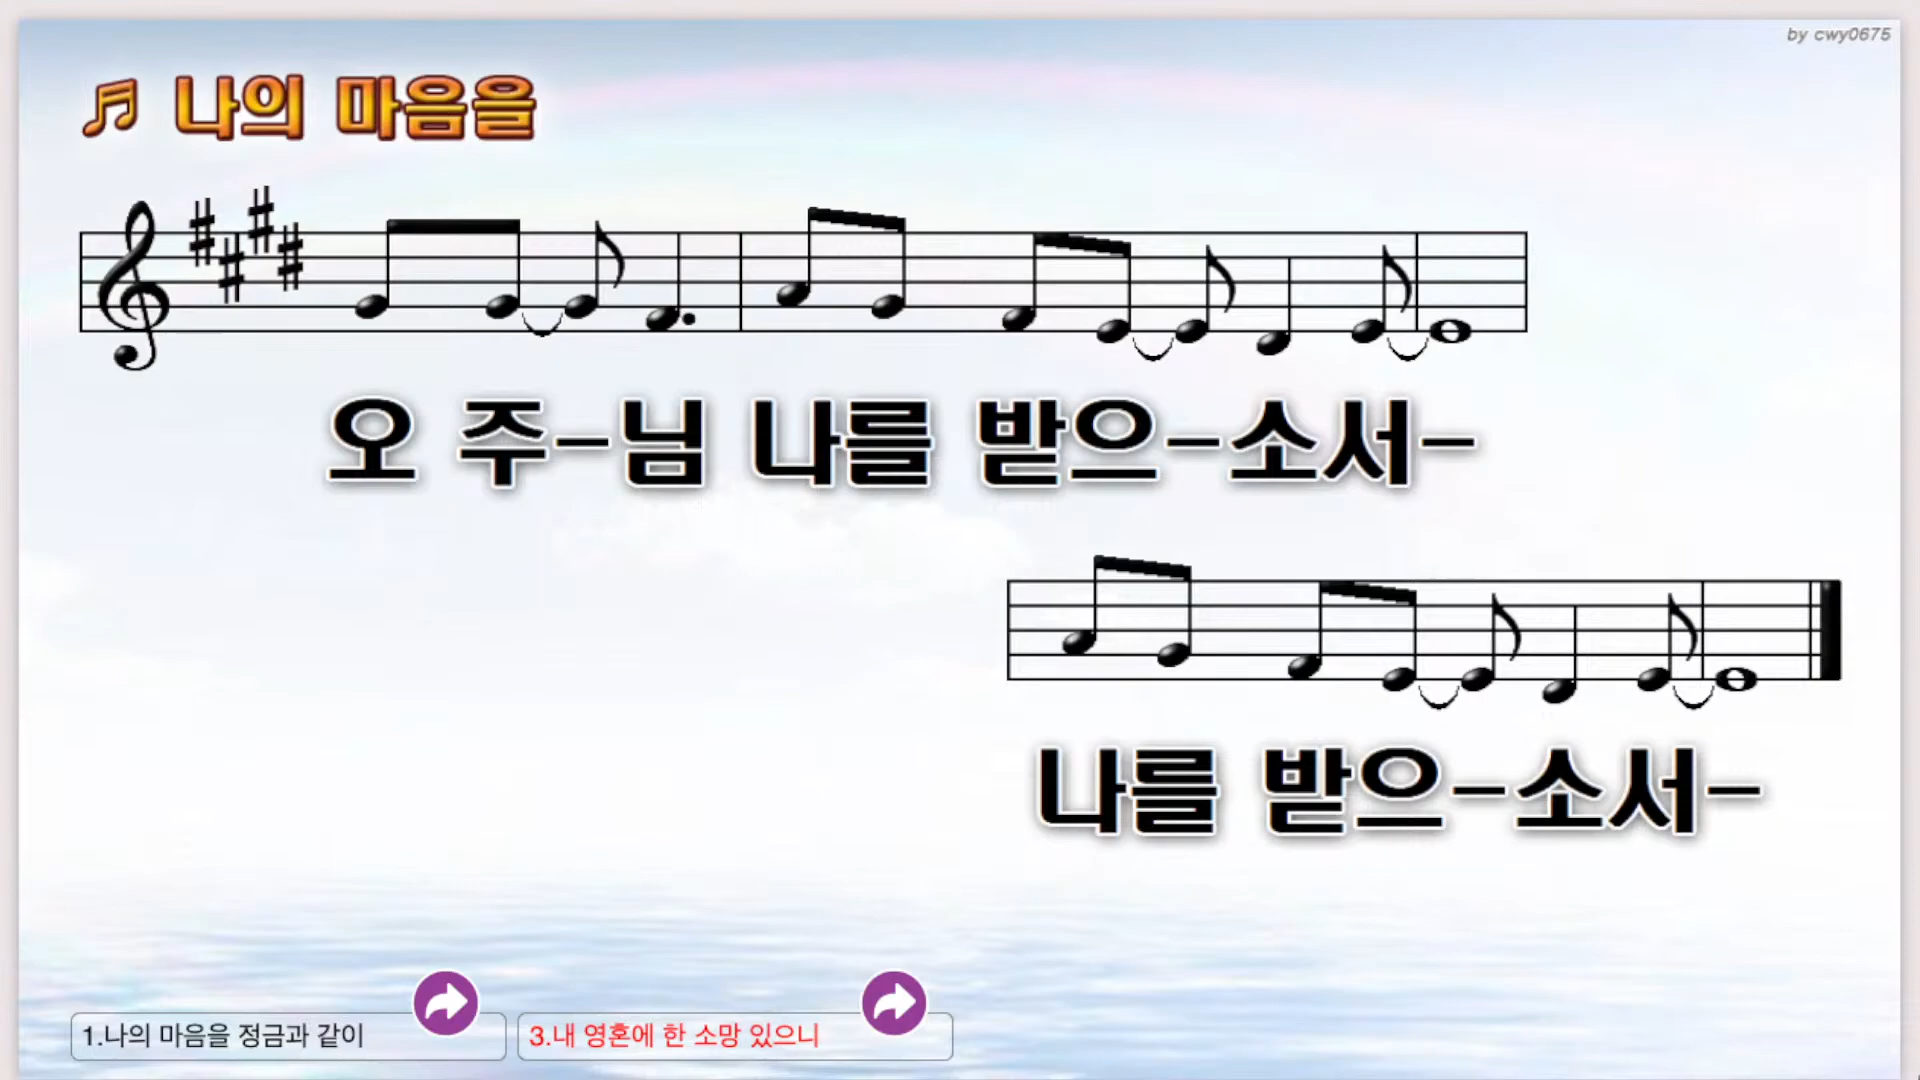 by cwy0675
나의 마음을
오 주-님 나를 받으-소서-
나를 받으-소서-
1.나의 마음을 정금과 같이
3.내 영혼에 한 소망 있으니